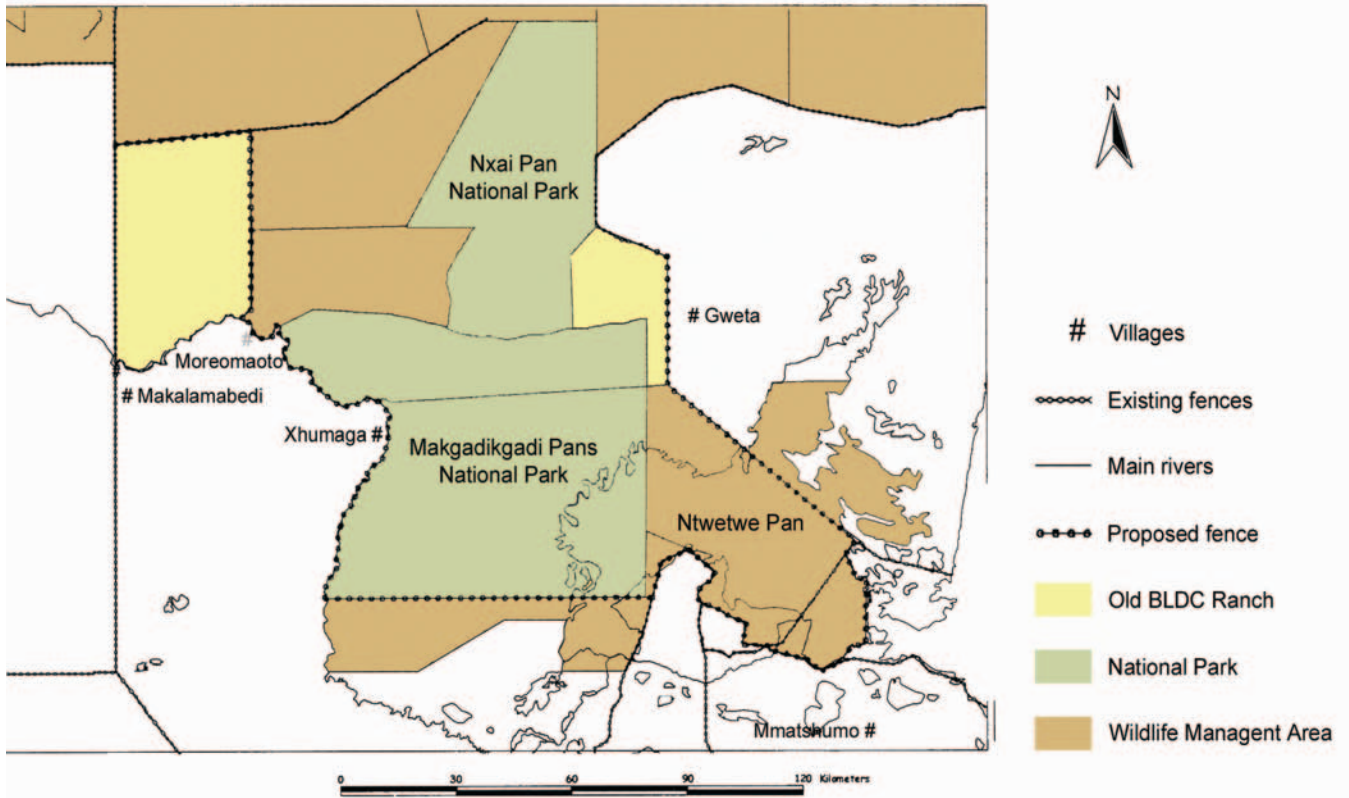 Nxai Pan
National Park
# Gweta
Moreomaoto
#
# Makalamabedi
Xhumaga #
Makgadikgadi Pans
National Park
Ntwetwe Pan
Mmatshumo #
N
# Villages
Existing fences
Main rivers
Proposed fence
Old BLDC Ranch
National Park
Wildlife Managent Area
0 30 60 90 120 Kilometers